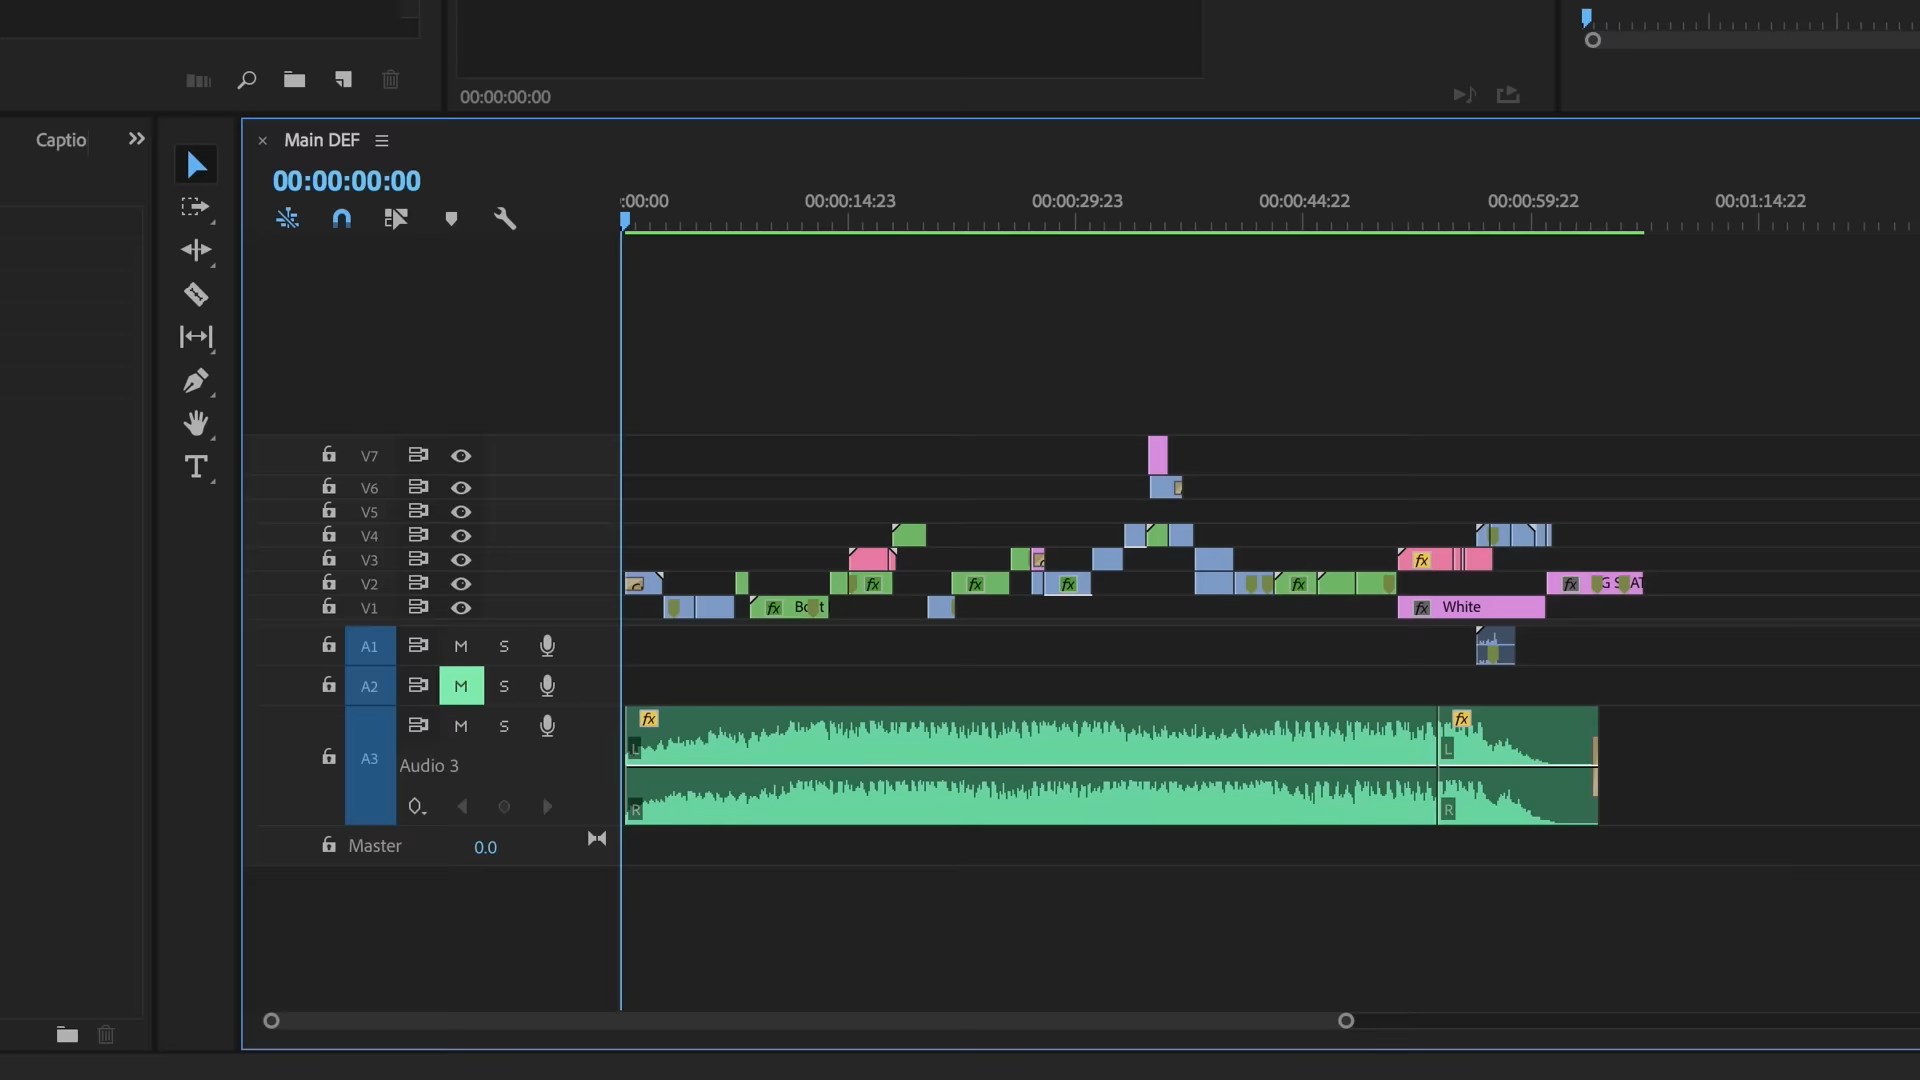 00:00:00:00
Captio
Main DEF
00:00:00:00
:00:00
00:00:14:23
00:00:29:23
00:00:44:22
00:00:59:22
00:01:14:22
V7
V6
V5
V4
V3
fx
V2
fx
fx
fx
fx
fx
V1
fx
fx
White
A1
M
S
A2
M
S
A3
M
S
Audio 3
fx
L
R
fx
L
R
Master
0.0